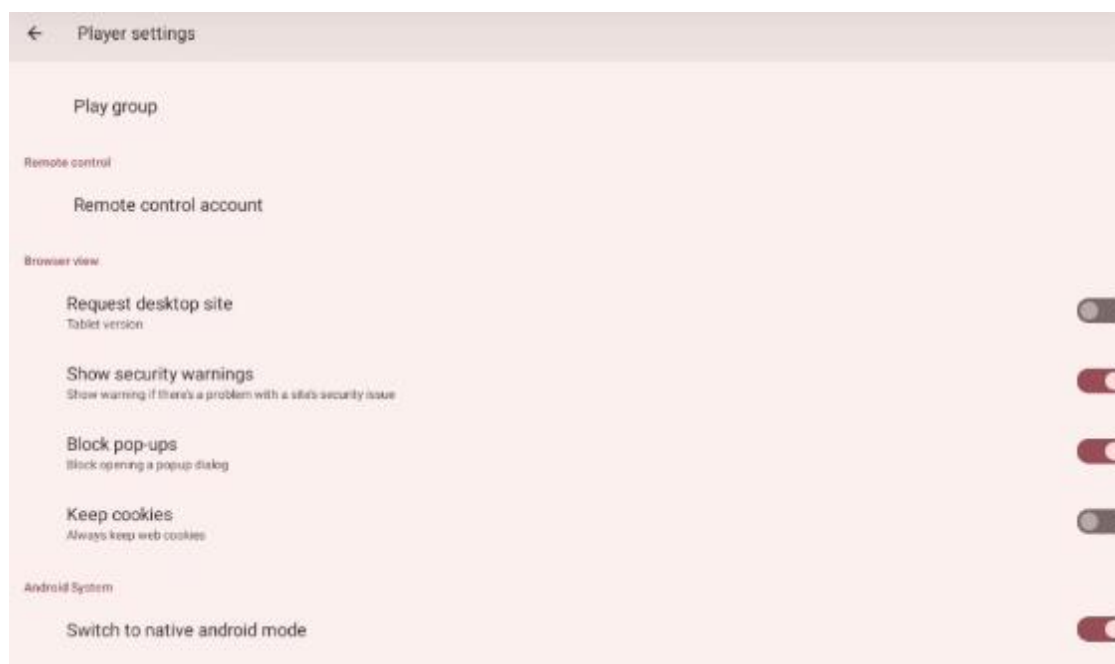 Player settings
Play group
Remote control
Remote control account
Browser view
Request desktop site
Tablet version
Show security warnings
Show warning if there's a problem with a site's security issue
Block pop-ups
Block opening a popup dialog
Keep cookies
Always keep web cookies
Android System
Switch to native android mode